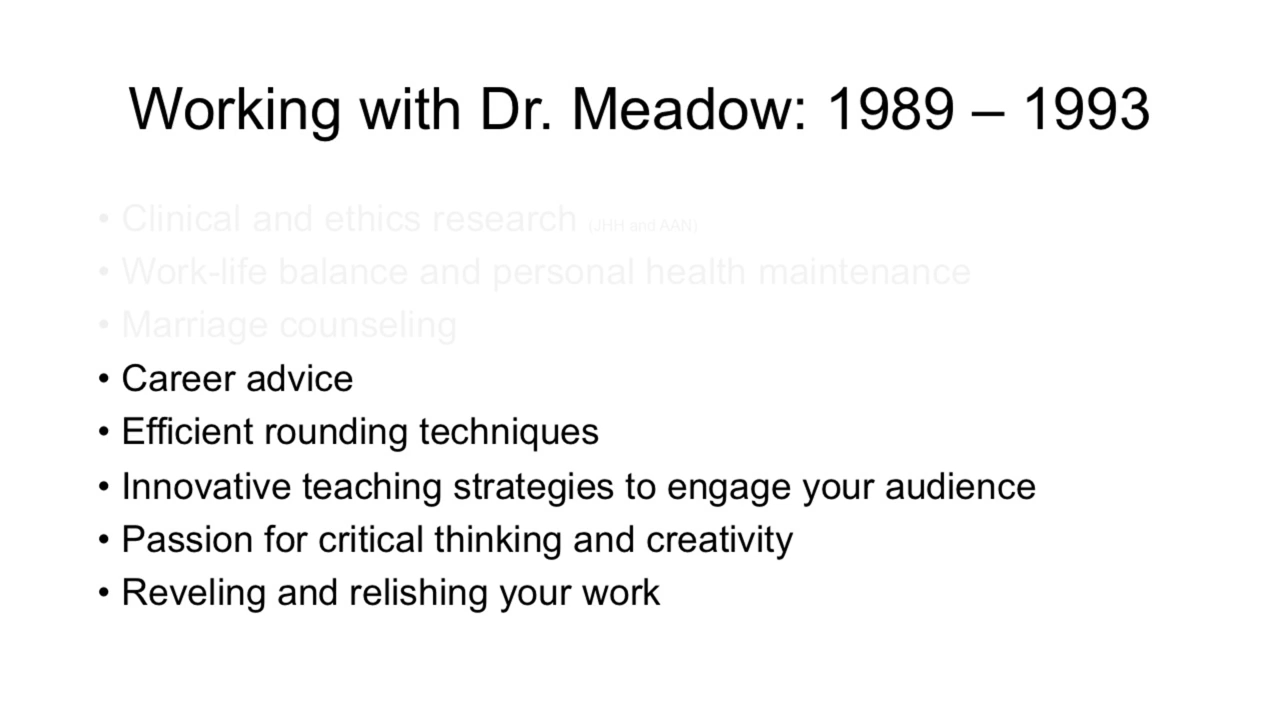 Working with Dr. Meadow: 1989 – 1993
• Clinical and ethics research (JHH and AAN)
• Work-life balance and personal health maintenance
• Marriage counseling
• Career advice
• Efficient rounding techniques
• Innovative teaching strategies to engage your audience
• Passion for critical thinking and creativity
• Reveling and relishing your work